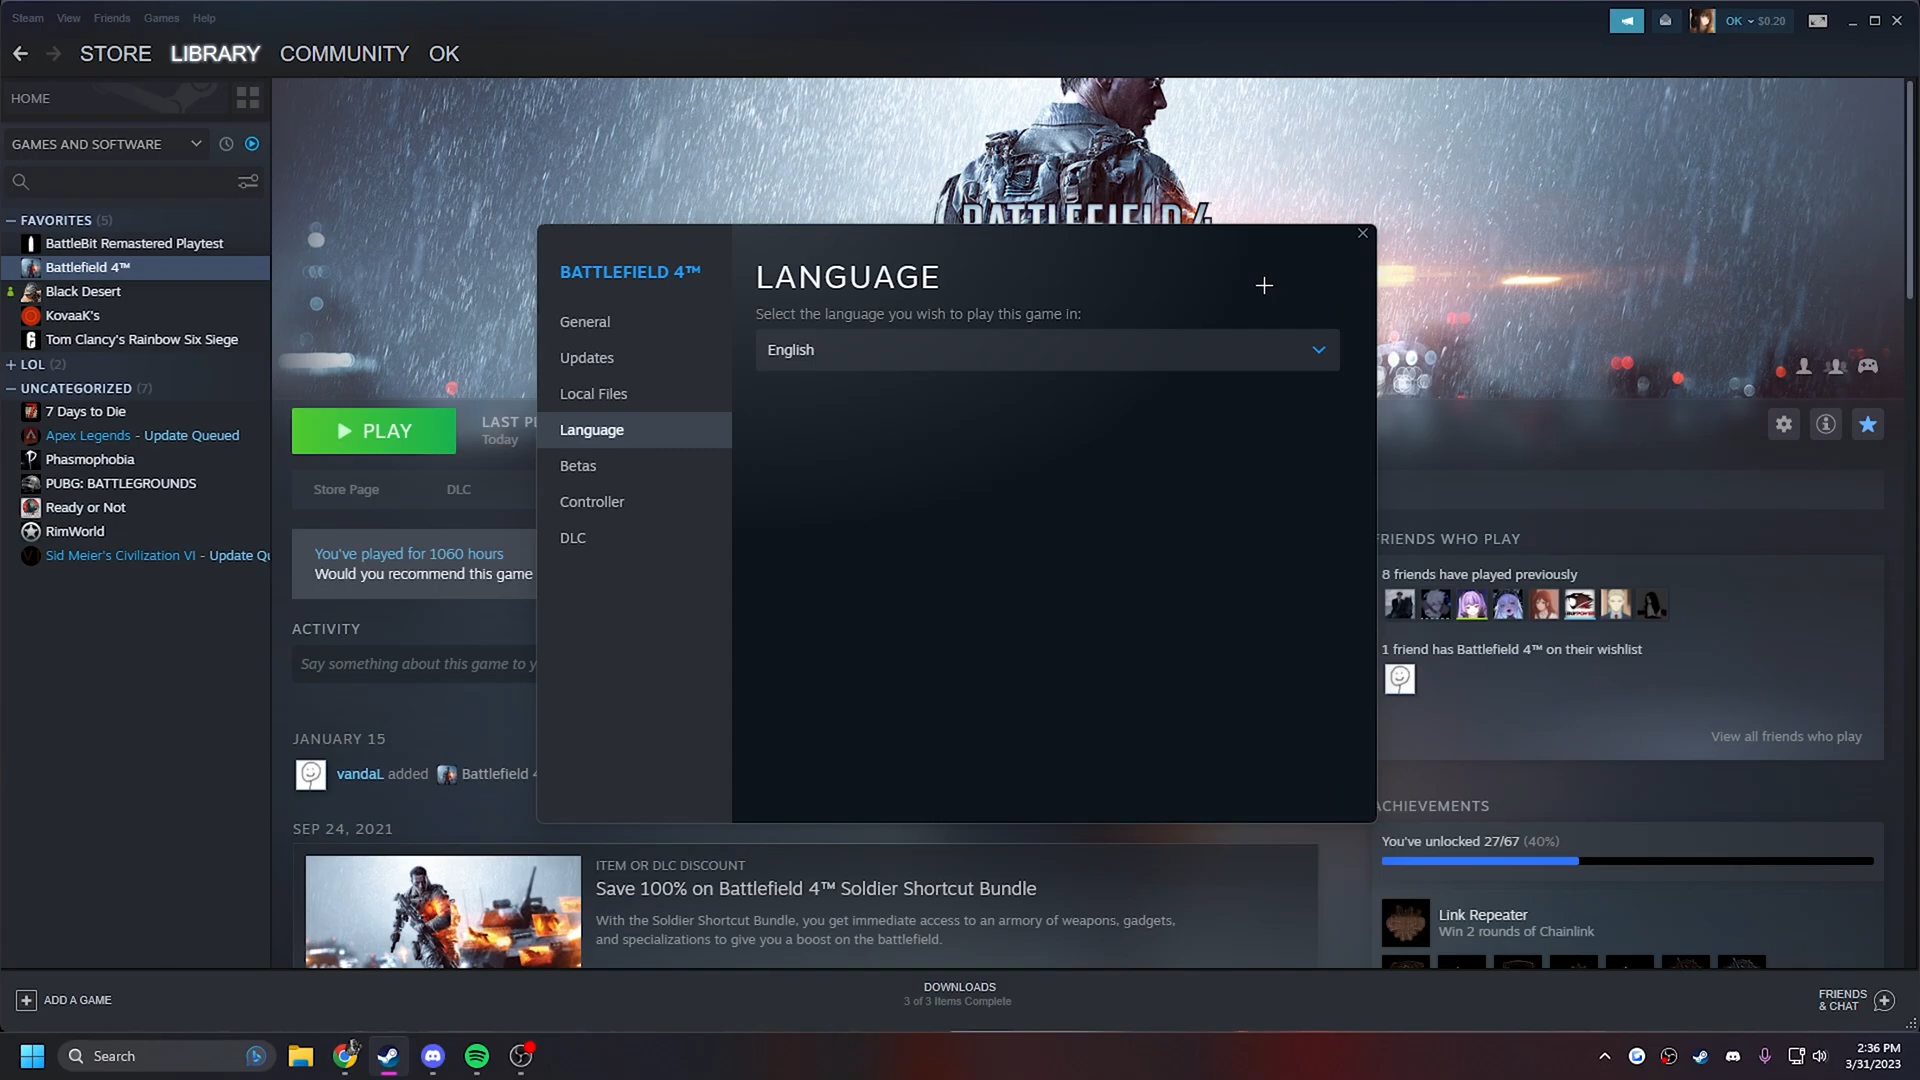 Steam View Friends Games Help
OK $0.20
STORE LIBRARY COMMUNITY OK
HOME
GAMES AND SOFTWARE
FAVORITES (5)
BattleBit Remastered Playtest
Battlefield 4™
Black Desert
KovaaK's
Tom Clancy's Rainbow Six Siege
LOL (2)
UNCATEGORIZED (7)
7 Days to Die
Apex Legends - Update Queued
Phasmophobia
PUBG: BATTLEGROUNDS
Ready or Not
RimWorld
Sid Meier's Civilization VI - Update Qu
BATTLEFIELD 4
BATTLEFIELD 4™
General
Updates
Local Files
Language
Betas
Controller
DLC
LANGUAGE
Select the language you wish to play this game in:
English
PLAY
LAST PL
Today
Store Page DLC
You've played for 1060 hours
Would you recommend this game
ACTIVITY
Say something about this game to y
JANUARY 15
vandaL added Battlefield 4
SEP 24, 2021
ITEM OR DLC DISCOUNT
Save 100% on Battlefield 4™ Soldier Shortcut Bundle
With the Soldier Shortcut Bundle, you get immediate access to an armory of weapons, gadgets,
and specializations to give you a boost on the battlefield.
FRIENDS WHO PLAY
8 friends have played previously
1 friend has Battlefield 4™ on their wishlist
View all friends who play
ACHIEVEMENTS
You've unlocked 27/67 (40%)
Link Repeater
Win 2 rounds of Chainlink
ADD A GAME
DOWNLOADS
3 of 3 Items Complete
FRIENDS
& CHAT
Search
2:36 PM
3/31/2023